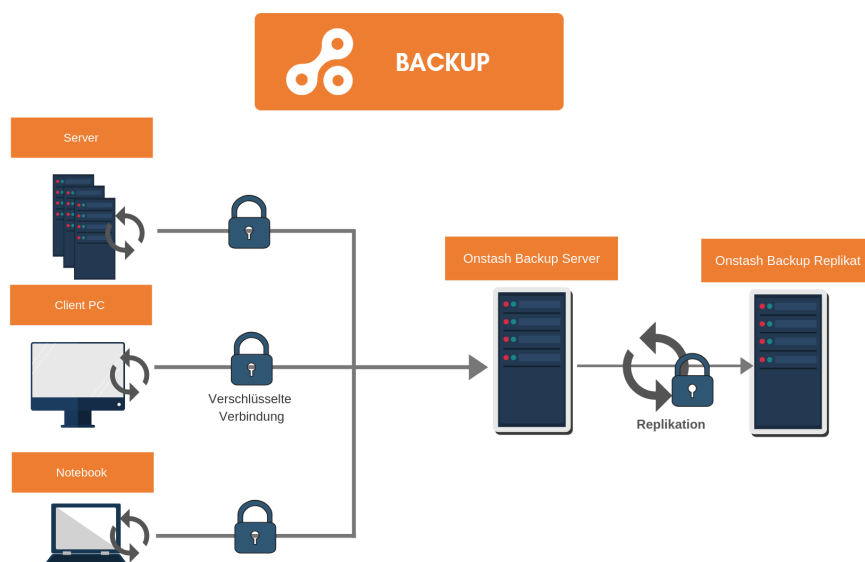 BACKUP
Server
Client PC
Verschlüsselte
Verbindung
Notebook
Onstash Backup Server
Onstash Backup Replikat
Replikation